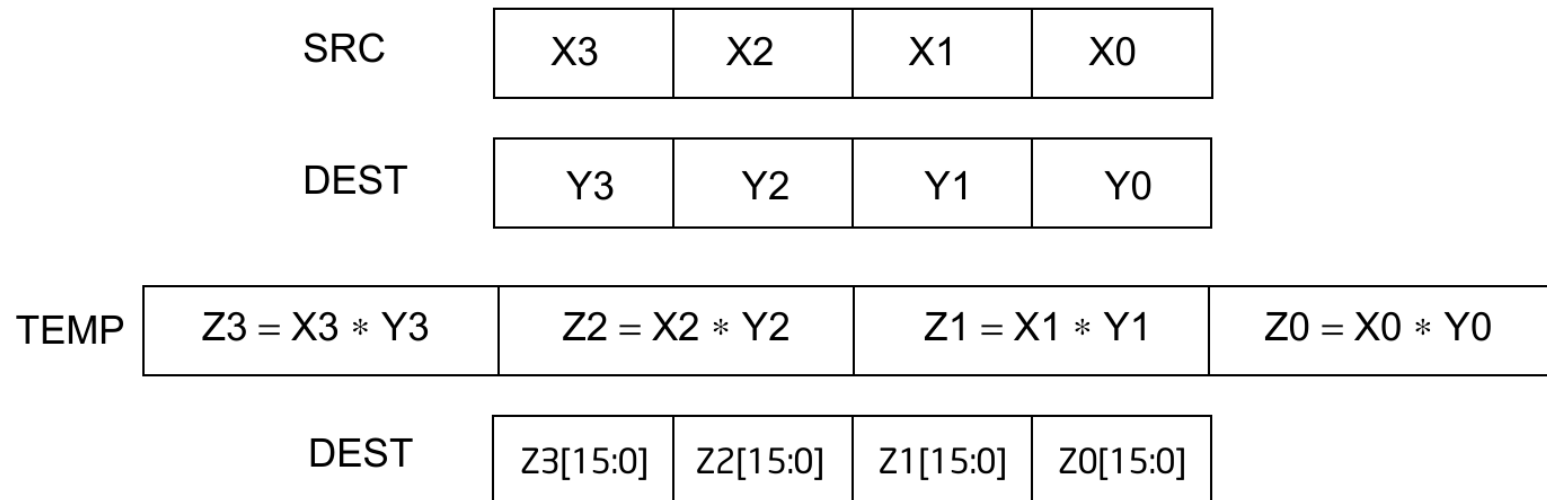 SRC X3 X2 X1 X0
DEST Y3 Y2 Y1 Y0
TEMP Z3 = X3 ∗ Y3 Z2 = X2 ∗ Y2 Z1 = X1 ∗ Y1 Z0 = X0 ∗ Y0
DEST Z3[15:0] Z2[15:0] Z1[15:0] Z0[15:0]